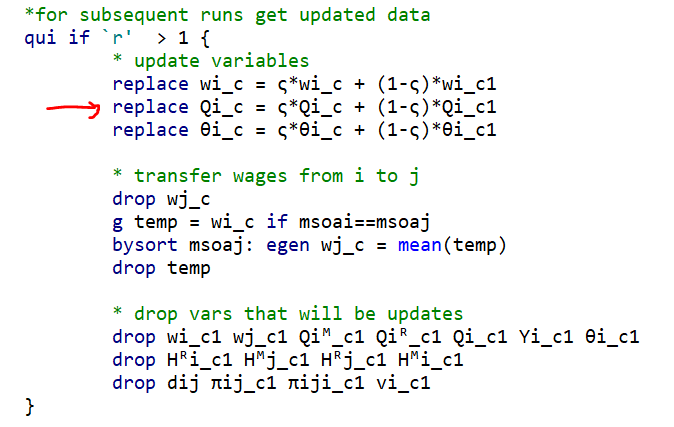 *for subsequent runs get updated data
qui if `r'  > 1 {
* update variables
replace wi_c = ς*wi_c + (1-ς)*wi_c1
replace Qi_c = ς*Qi_c + (1-ς)*Qi_c1
replace θi_c = ς*θi_c + (1-ς)*θi_c1
* transfer wages from i to j
drop wj_c
g temp = wi_c if msoai==msoaj
bysort msoaj: egen wj_c = mean(temp)
drop temp
* drop vars that will be updates
drop wi_c1 wj_c1 Qiᴹ_c1 Qiᴿ_c1 Qi_c1 Yi_c1 θi_c1
drop Hᴿi_c1 Hᴹj_c1 Hᴿj_c1 Hᴹi_c1
drop dij πij_c1 πiji_c1 vi_c1
}